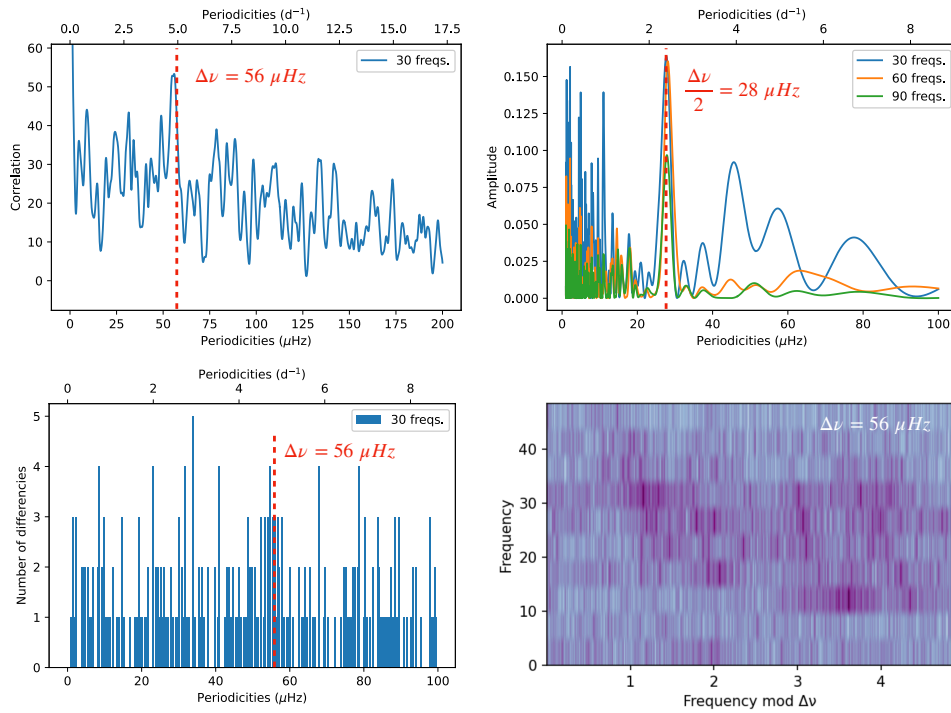 Periodicities (d⁻¹)
0.0 2.5 5.0 7.5 10.0 12.5 15.0 17.5
60
50
40
30
20
10
0
Correlation
30 freqs.
Δν = 56 μHz
0 25 50 75 100 125 150 175 200
Periodicities (μHz)
Periodicities (d⁻¹)
0 2 4 6 8
0.150
0.125
0.100
0.075
0.050
0.025
0.000
Amplitude
30 freqs.
60 freqs.
90 freqs.
Δν/2 = 28 μHz
0 20 40 60 80 100
Periodicities (μHz)
Periodicities (d⁻¹)
0 2 4 6 8
5
4
3
2
1
0
Number of differencies
30 freqs.
Δν = 56 μHz
0 20 40 60 80 100
Periodicities (μHz)
Δν = 56 μHz
40
30
20
10
0
Frequency
1 2 3 4
Frequency mod Δν